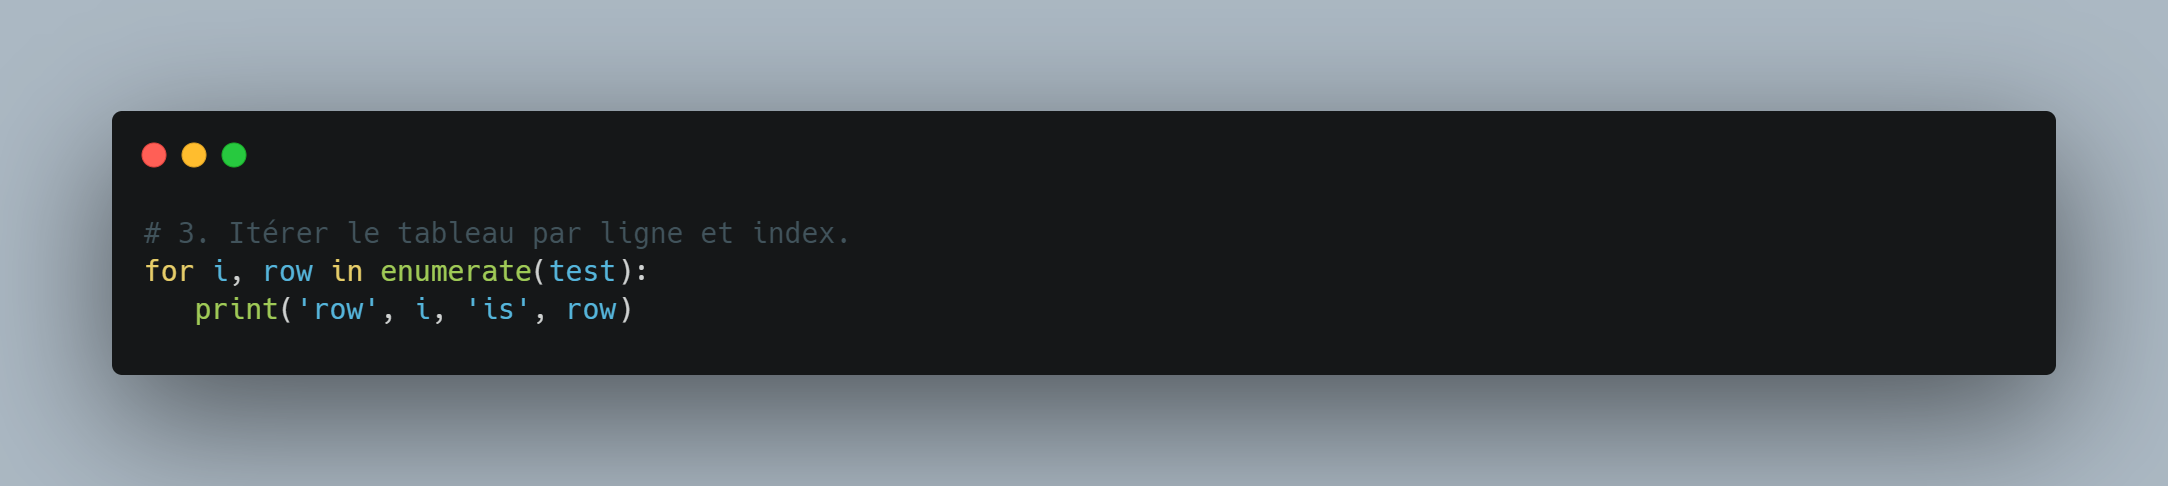 # 3. Itérer le tableau par ligne et index.
for i, row in enumerate(test):
   print('row', i, 'is', row)